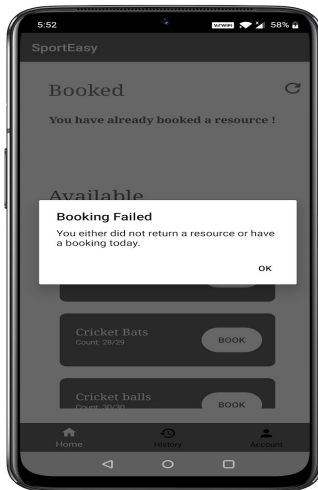 5:52
VoWiFi 58%
SportEasy
Booked
You have already booked a resource !
Available
Booking Failed
You either did not return a resource or have
a booking today.
OK
Cricket Bats
Count: 28/29
BOOK
Cricket balls
Count: 30/30
BOOK
Home
History
Account